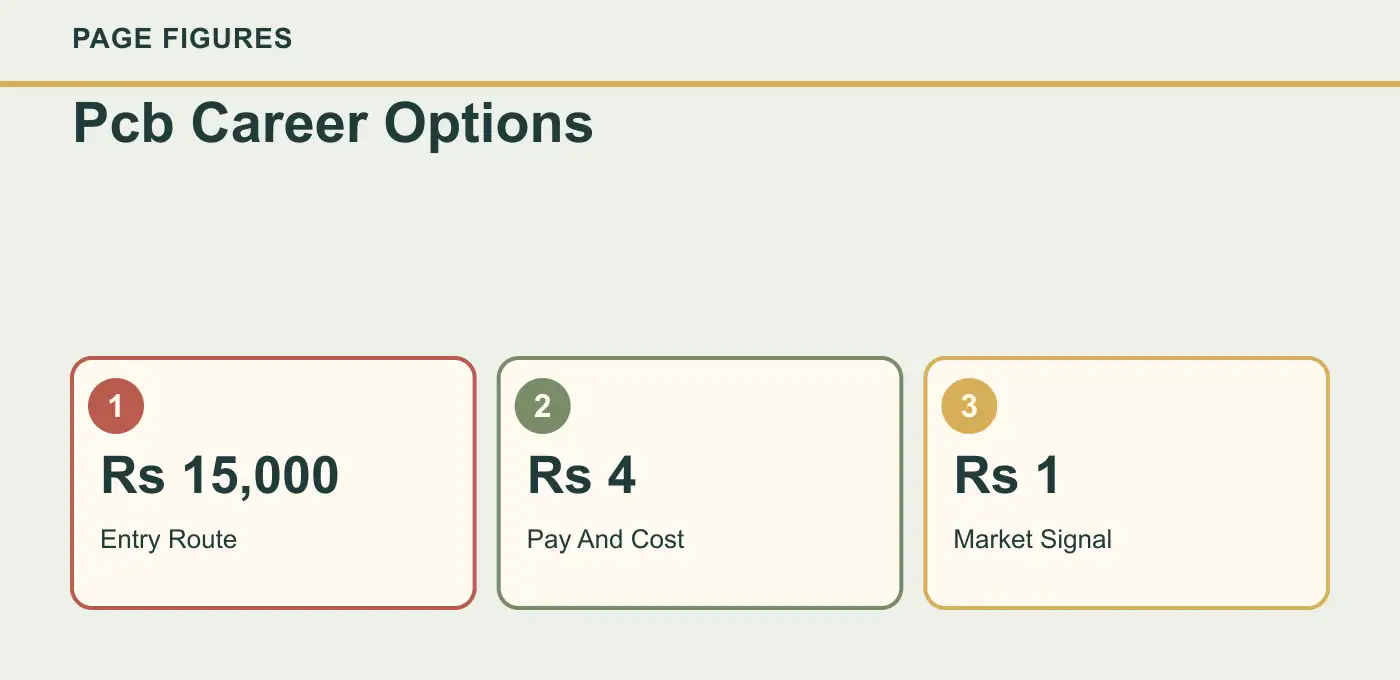 PAGE FIGURES
Pcb Career Options
1
Rs 15,000
Entry Route
2
Rs 4
Pay And Cost
3
Rs 1
Market Signal